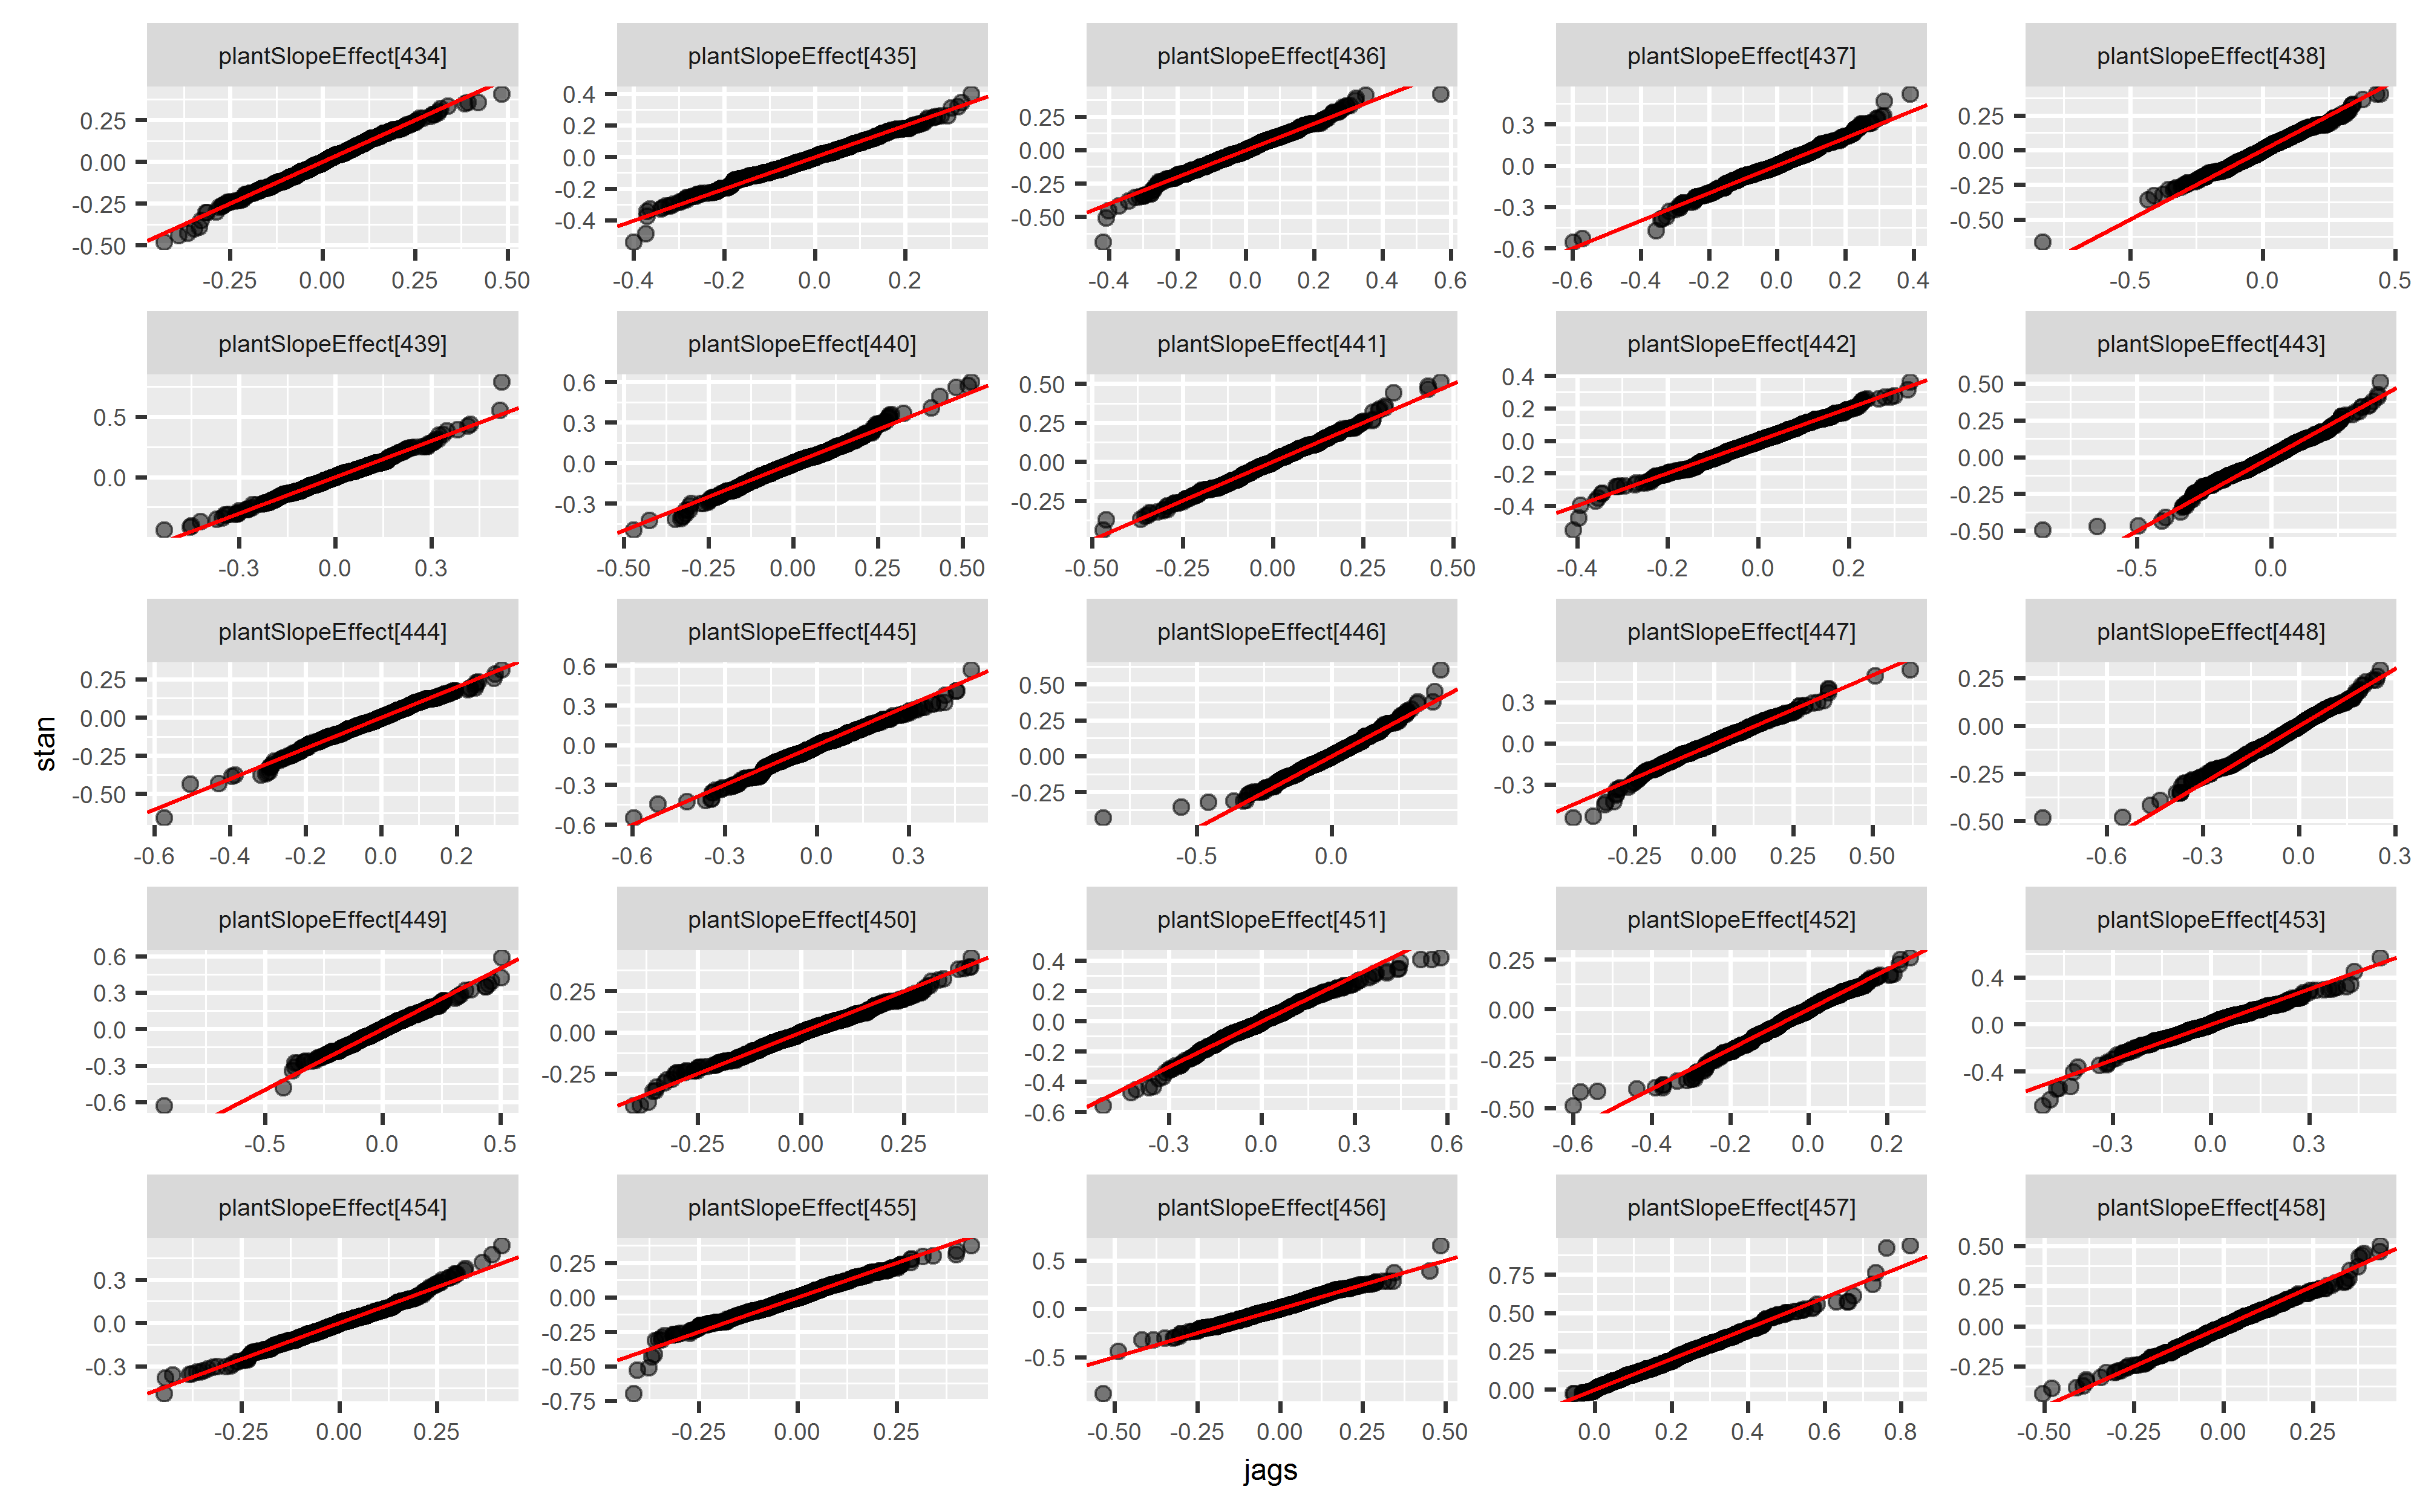 plantSlopeEffect[434] plantSlopeEffect[435] plantSlopeEffect[436] plantSlopeEffect[437] plantSlopeEffect[438]
0.25 0.00 -0.25 -0.50
0.4 0.2 0.0 -0.2 -0.4
0.25 0.00 -0.25 -0.50
0.3 0.0 -0.3 -0.6
0.25 0.00 -0.25 -0.50
-0.25 0.00 0.25 0.50
-0.4 -0.2 0.0 0.2
-0.4 -0.2 0.0 0.2 0.4 0.6
-0.6 -0.4 -0.2 0.0 0.2 0.4
-0.5 0.0 0.5
plantSlopeEffect[439] plantSlopeEffect[440] plantSlopeEffect[441] plantSlopeEffect[442] plantSlopeEffect[443]
0.5 0.0
0.6 0.3 0.0 -0.3
0.50 0.25 0.00 -0.25
0.4 0.2 0.0 -0.2 -0.4
0.50 0.25 0.00 -0.25 -0.50
-0.3 0.0 0.3
-0.50 -0.25 0.00 0.25 0.50
-0.50 -0.25 0.00 0.25 0.50
-0.4 -0.2 0.0 0.2
-0.5 0.0
plantSlopeEffect[444] plantSlopeEffect[445] plantSlopeEffect[446] plantSlopeEffect[447] plantSlopeEffect[448]
0.25 0.00 -0.25 -0.50
0.6 0.3 0.0 -0.3 -0.6
0.50 0.25 0.00 -0.25
0.3 0.0 -0.3
0.25 0.00 -0.25 -0.50
-0.6 -0.4 -0.2 0.0 0.2
-0.6 -0.3 0.0 0.3
-0.5 0.0
-0.25 0.00 0.25 0.50
-0.6 -0.3 0.0 0.3
stan
plantSlopeEffect[449] plantSlopeEffect[450] plantSlopeEffect[451] plantSlopeEffect[452] plantSlopeEffect[453]
0.6 0.3 0.0 -0.3 -0.6
0.25 0.00 -0.25
0.4 0.2 0.0 -0.2 -0.4 -0.6
0.25 0.00 -0.25 -0.50
0.4 0.0 -0.4
-0.5 0.0 0.5
-0.25 0.00 0.25
-0.3 0.0 0.3 0.6
-0.6 -0.4 -0.2 0.0 0.2
-0.3 0.0 0.3
plantSlopeEffect[454] plantSlopeEffect[455] plantSlopeEffect[456] plantSlopeEffect[457] plantSlopeEffect[458]
0.3 0.0 -0.3
0.25 0.00 -0.25 -0.50 -0.75
0.5 0.0 -0.5
0.75 0.50 0.25 0.00
0.50 0.25 0.00 -0.25
-0.25 0.00 0.25
-0.25 0.00 0.25
-0.50 -0.25 0.00 0.25 0.50
0.0 0.2 0.4 0.6 0.8
-0.50 -0.25 0.00 0.25
jags